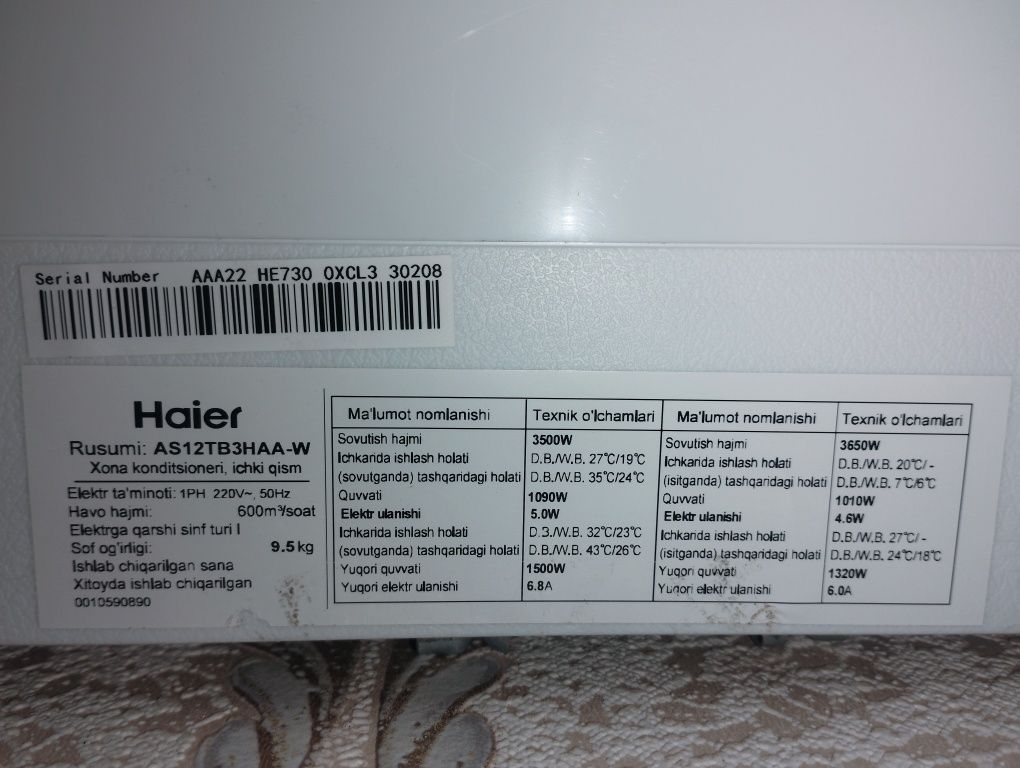 Serial Number AAA22 HE730 0XCL3 30208
Haier
Rusumi: AS12TB3HAA-W
Xona konditsioneri, ichki qism
Elektr ta'minoti: 1PH 220V~, 50Hz
Havo hajmi: 600m³/soat
Elektrga qarshi sinf turi I
Sof og'irligi: 9.5kg
Ishlab chiqarilgan sana
Xitoyda ishlab chiqarilgan
0010590890
Ma'lumot nomlanishi Texnik o'lchamlari Ma'lumot nomlanishi Texnik o'lchamlari
Sovutish hajmi 3500W Sovutish hajmi 3650W
Ichkarida ishlash holati D.B./W.B. 27℃/19℃ Ichkarida ishlash holati D.B./W.B. 20℃/-
(sovutganda) tashqaridagi holati D.B./W.B. 35℃/24℃ (isitganda) tashqaridagi holati D.B./W.B. 7℃/6℃
Quvvati 1090W Quvvati 1010W
Elektr ulanishi 5.0W Elektr ulanishi 4.6W
Ichkarida ishlash holati D.B./W.B. 32℃/23℃ Ichkarida ishlash holati D.B./W.B. 27℃/-
(sovutganda) tashqaridagi holati D.B./W.B. 43℃/26℃ (isitganda) tashqaridagi holati D.B./W.B. 24℃/18℃
Yuqori quvvati 1500W Yuqori quvvati 1320W
Yuqori elektr ulanishi 6.8A Yuqori elektr ulanishi 6.0A